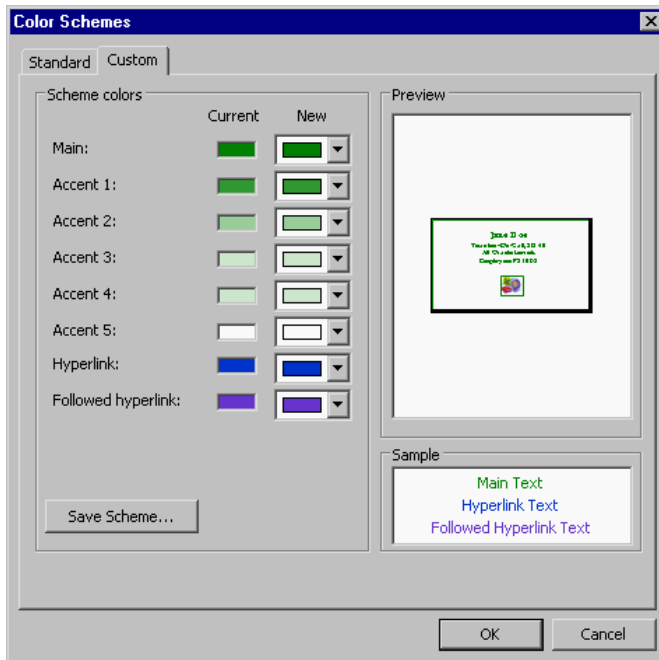 Color Schemes
Standard Custom
Scheme colors
Current New
Main:
Accent 1:
Accent 2:
Accent 3:
Accent 4:
Accent 5:
Hyperlink:
Followed hyperlink:
Save Scheme...
Preview
Sample
Main Text
Hyperlink Text
Followed Hyperlink Text
OK Cancel